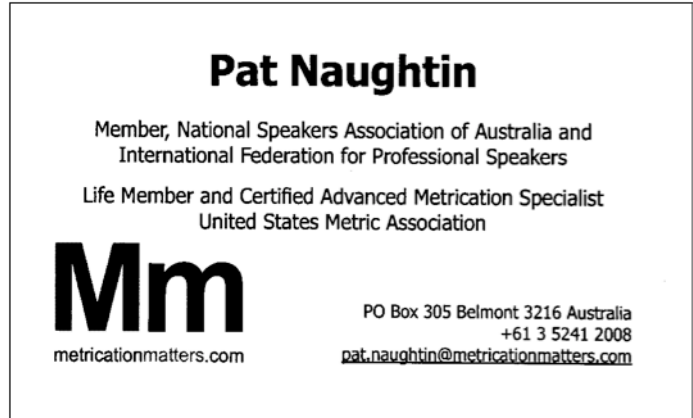 Pat Naughtin
Member, National Speakers Association of Australia and
International Federation for Professional Speakers
Life Member and Certified Advanced Metrication Specialist
United States Metric Association
Mm
metricationmatters.com
PO Box 305 Belmont 3216 Australia
+61 3 5241 2008
pat.naughtin@metricationmatters.com